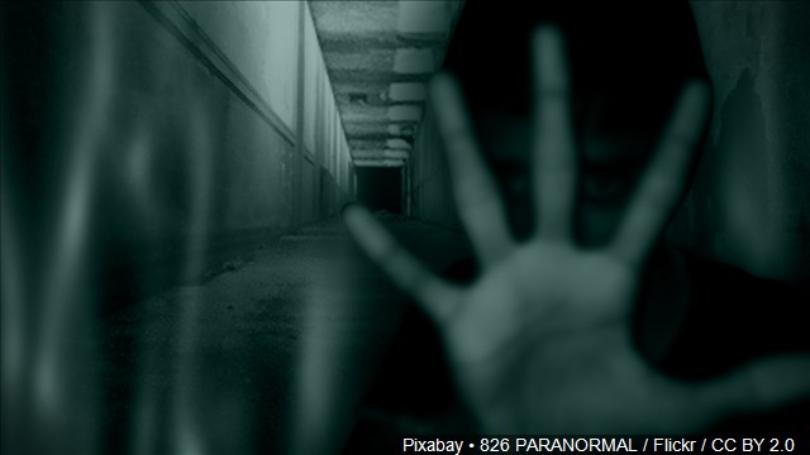 Pixabay • 826 PARANORMAL / Flickr / CC BY 2.0